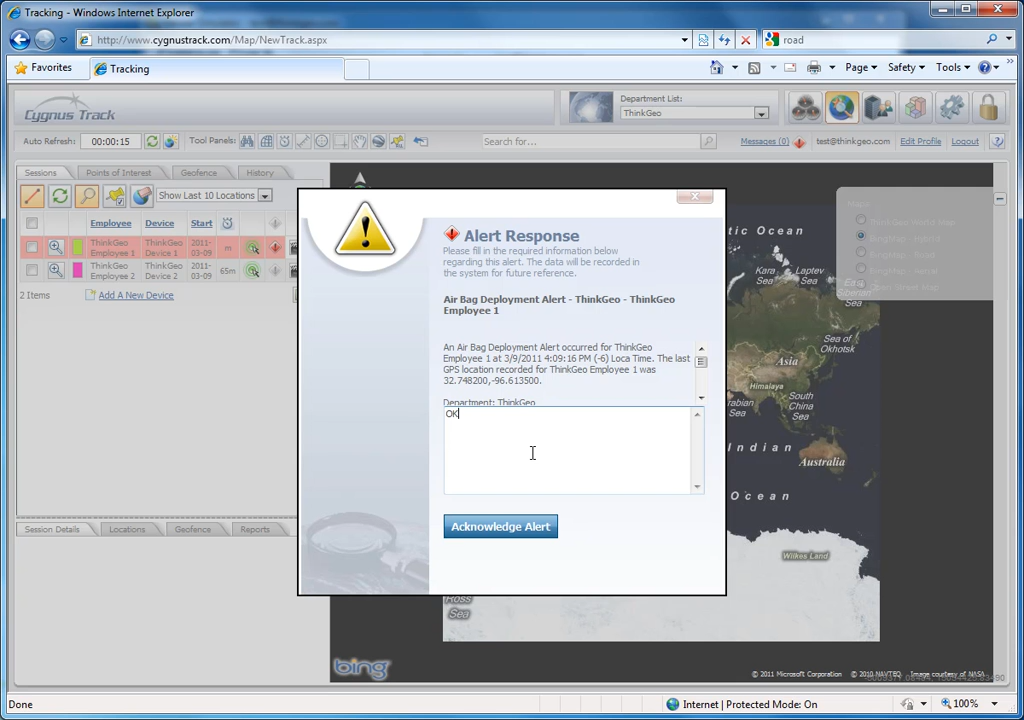 Tracking - Windows Internet Explorer
http://www.cygnustrack.com/Map/NewTrack.aspx
road
Favorites
Tracking
Page
Safety
Tools
Cygnus Track
Department List:
ThinkGeo
Auto Refresh:
00:00:15
Tool Panels:
Search for...
Messages (0)
test@thinkgeo.com
Edit Profile
Logout
Sessions
Points of Interest
Geofence
History
Show Last 10 Locations
Employee
Device
Start
ThinkGeo
Employee 1
ThinkGeo
Device 1
2011-
03-09
m
ThinkGeo
Employee 2
ThinkGeo
Device 2
2011-
03-09
65m
2 Items
Add A New Device
Session Details
Locations
Geofence
Reports
Alert Response
Please fill in the required information below
regarding this alert. The data will be recorded in
the system for future reference.
Air Bag Deployment Alert - ThinkGeo - ThinkGeo
Employee 1
An Air Bag Deployment Alert occurred for ThinkGeo
Employee 1 at 3/9/2011 4:09:16 PM (-6) Loca Time. The last
GPS location recorded for ThinkGeo Employee 1 was
32.748200,-96.613500.
Department: ThinkGeo
OK
Acknowledge Alert
tic Ocean
Kara
Sea
Laptev
Sea
Sea of
Okhotsk
Asia
Himalaya
South
China
Sea
rabian
Sea
Indian
Australia
Ocean
Wilkes Land
Ross
Sea
bing
© 2011 Microsoft Corporation
© 2010 NAVTEQ
Image courtesy of NASA
Done
Internet | Protected Mode: On
100%